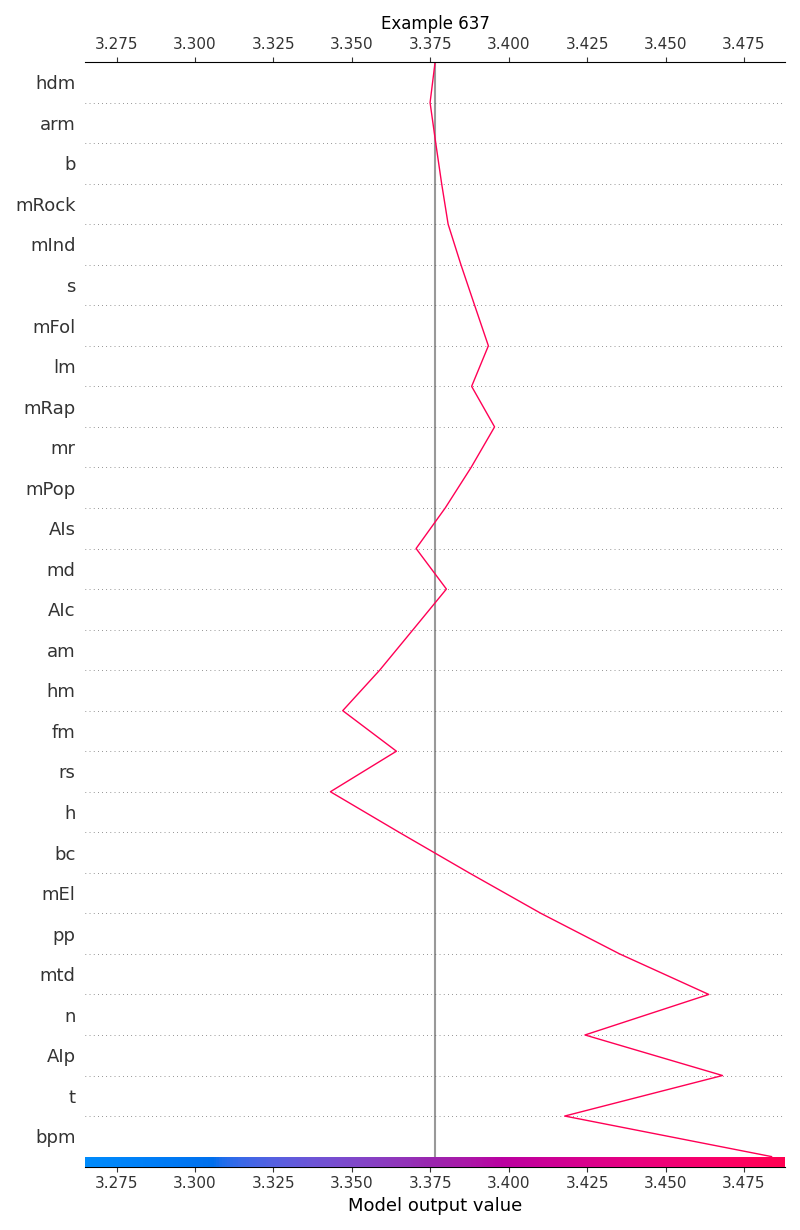 Example 637
3.275 3.300 3.325 3.350 3.375 3.400 3.425 3.450 3.475
hdm
arm
b
mRock
mInd
s
mFol
lm
mRap
mr
mPop
AIs
md
AIc
am
hm
fm
rs
h
bc
mEl
pp
mtd
n
AIp
t
bpm
3.275 3.300 3.325 3.350 3.375 3.400 3.425 3.450 3.475
Model output value